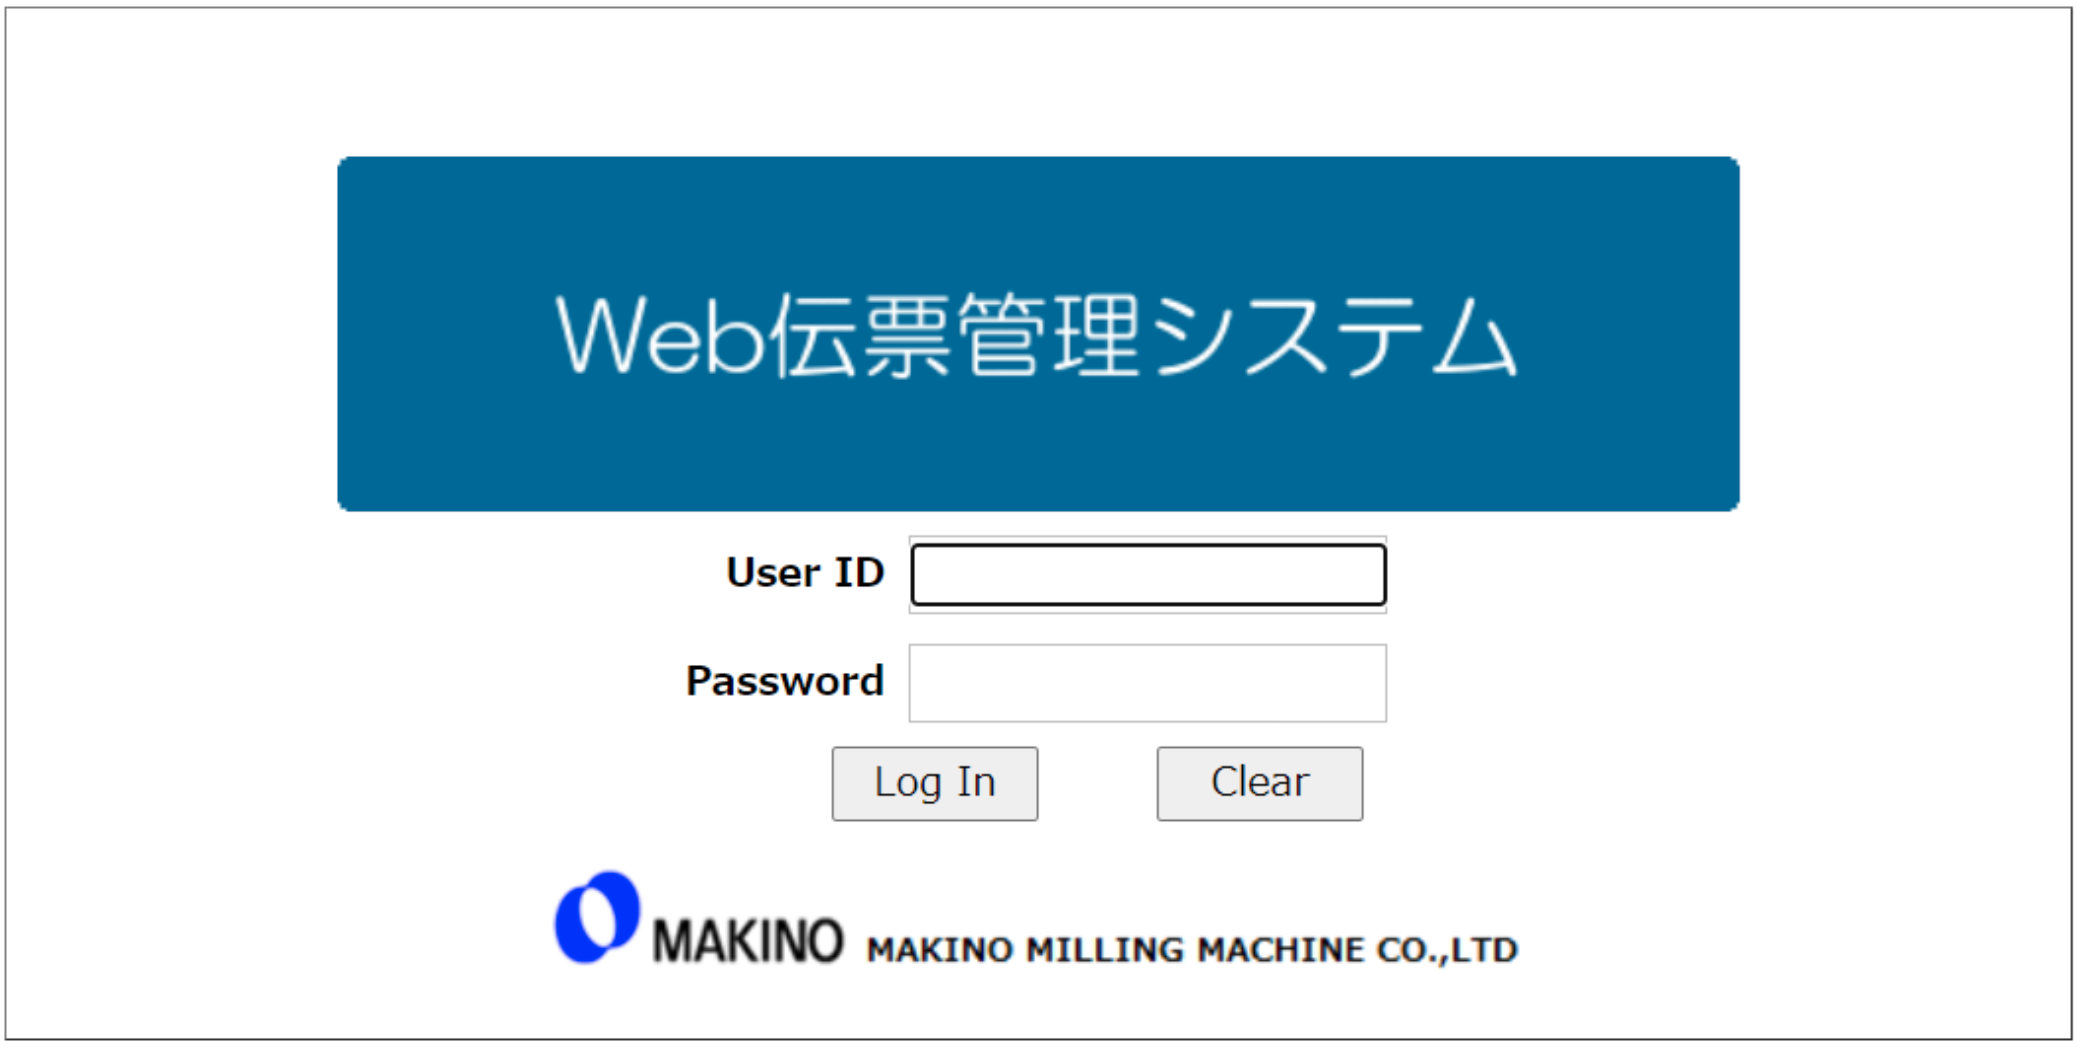 Web伝票管理システム
User ID
Password
Log In Clear
MAKINO MAKINO MILLING MACHINE CO.,LTD